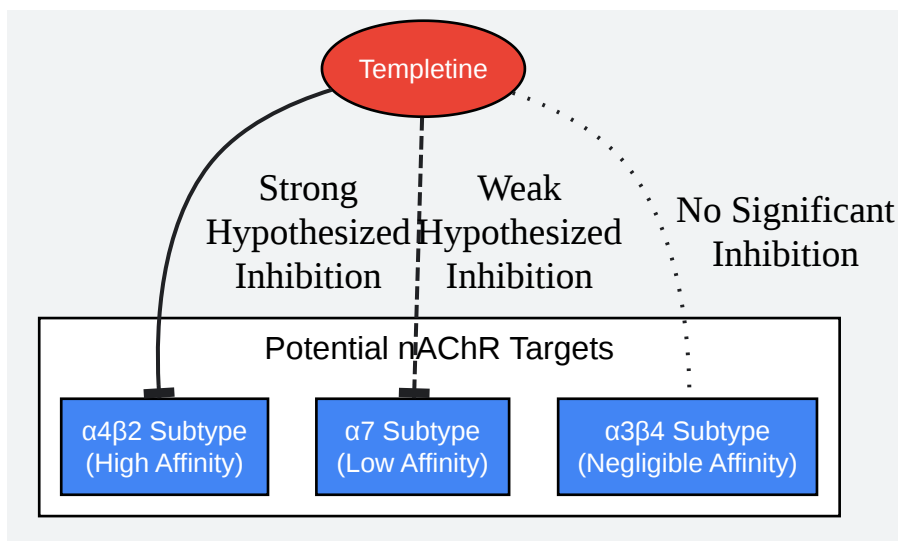 Templetine
Strong
Hypothesized
Inhibition
Weak
Hypothesized
Inhibition
No Significant
Inhibition
Potential nAChR Targets
α4β2 Subtype
(High Affinity)
α7 Subtype
(Low Affinity)
α3β4 Subtype
(Negligible Affinity)